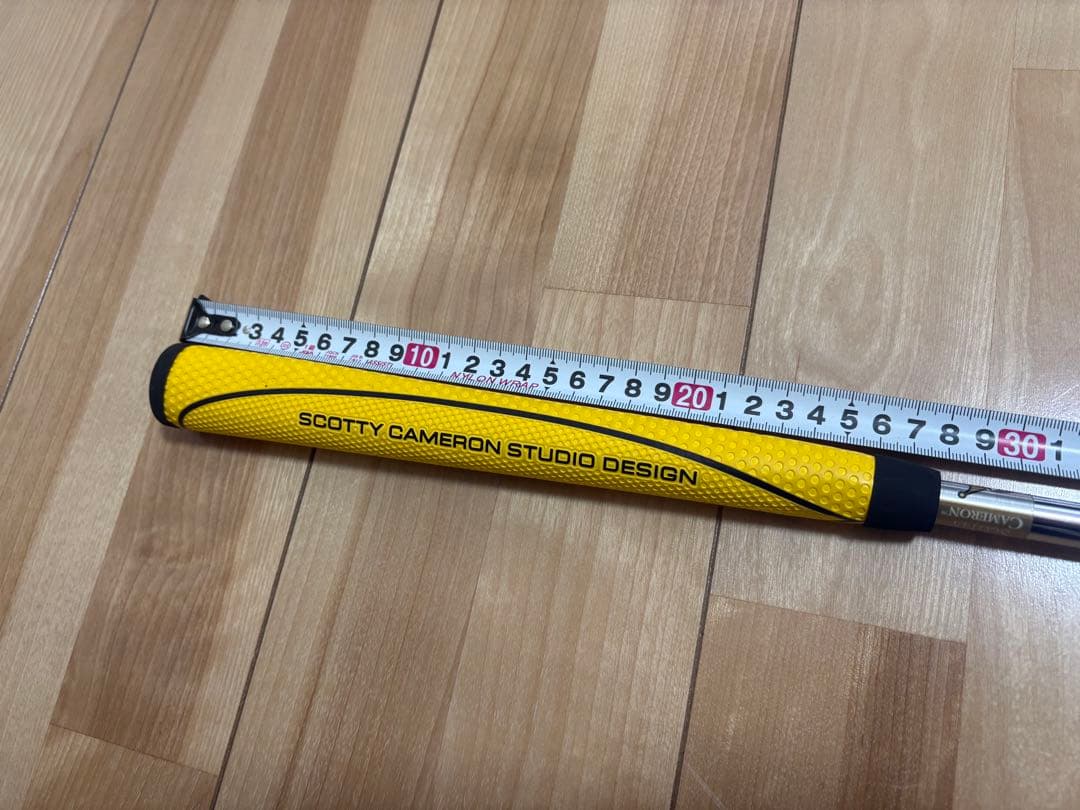 3 4 5 6 7 8 9 10 1 2 3 4 5 6 7 8 9 20 1 2 3 4 5 6 7 8 9 30 1
NYLON WRAP
SCOTTY CAMERON STUDIO DESIGN
CAMERON™